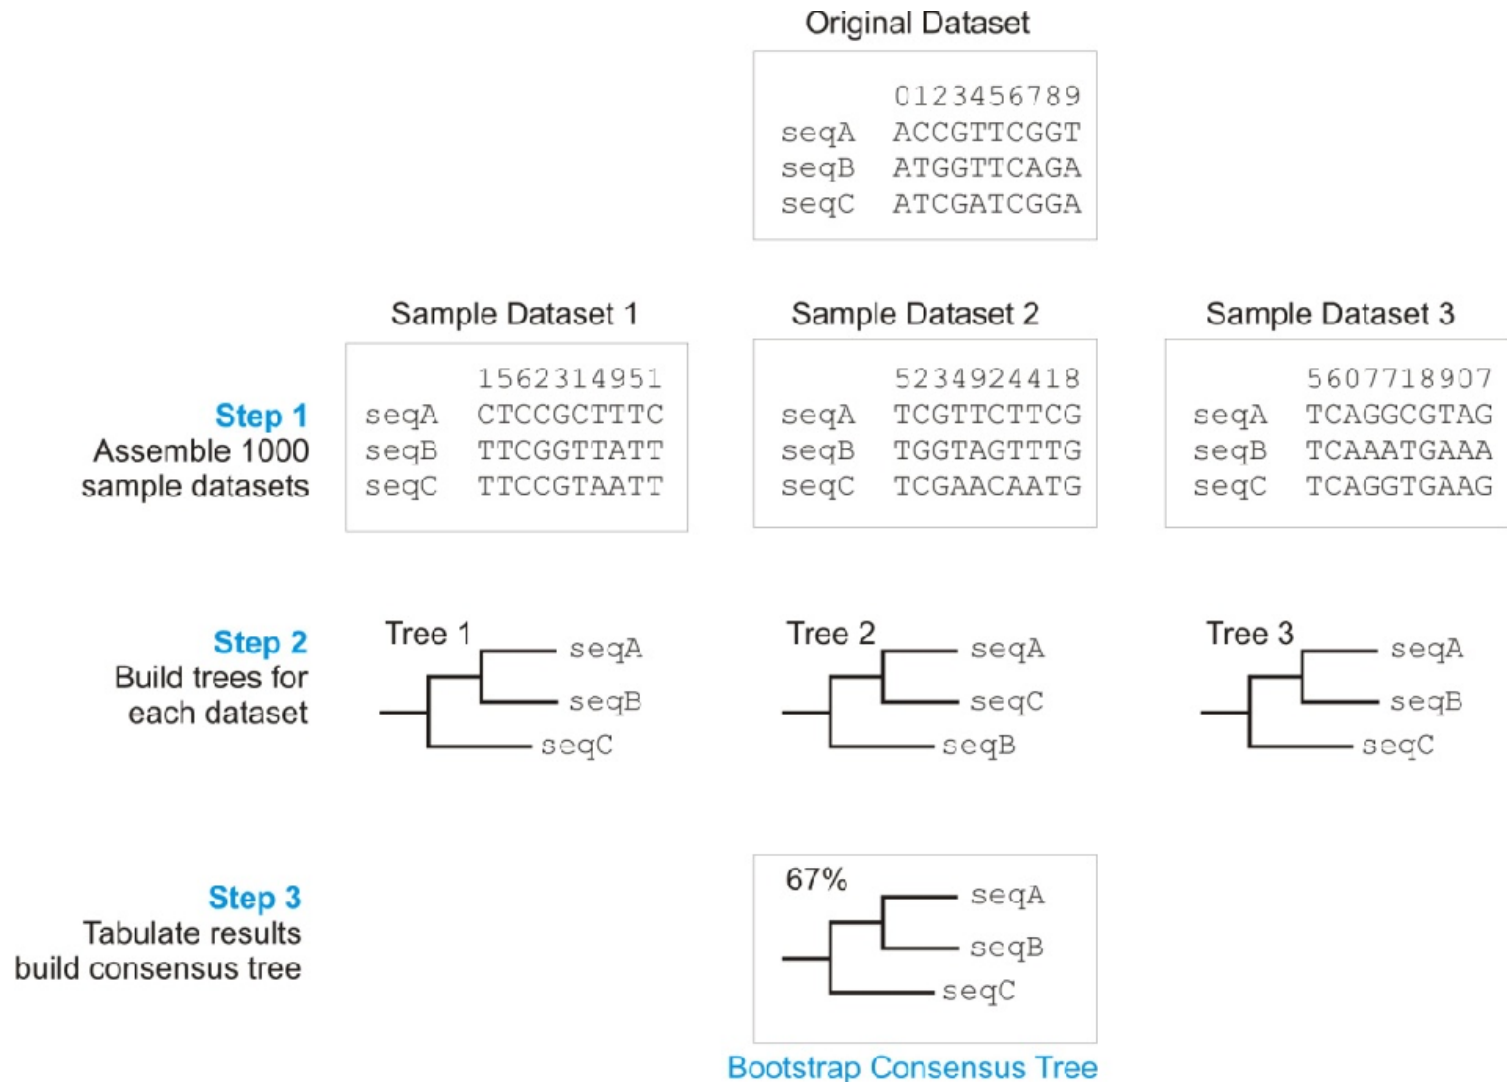 Original Dataset
0123456789
seqA ACCGTTCGGT
seqB ATGGTTCAGA
seqC ATCGATCGGA
Sample Dataset 1
Sample Dataset 2
Sample Dataset 3
Step 1
Assemble 1000
sample datasets
1562314951
seqA CTCCGCTTTC
seqB TTCGGTTATT
seqC TTCCGTAATT
5234924418
seqA TCGTTCTTCG
seqB TGGTAGTTTG
seqC TCGAACAATG
5607718907
seqA TCAGGCGTAG
seqB TCAAATGAAA
seqC TCAGGTGAAG
Step 2
Build trees for
each dataset
Tree 1
seqA
seqB
seqC
Tree 2
seqA
seqC
seqB
Tree 3
seqA
seqB
seqC
Step 3
Tabulate results
build consensus tree
67%
seqA
seqB
seqC
Bootstrap Consensus Tree